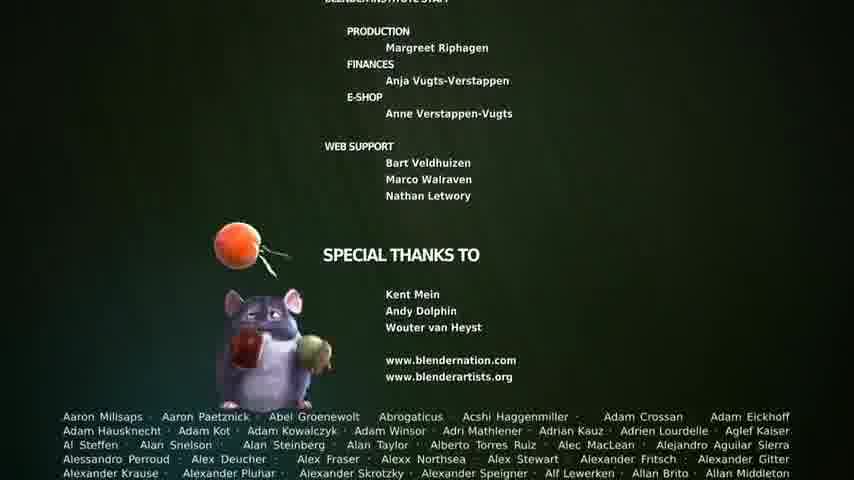 BLENDER INSTITUTE STAFF
PRODUCTION
Margreet Riphagen
FINANCES
Anja Vugts-Verstappen
E-SHOP
Anne Verstappen-Vugts
WEB SUPPORT
Bart Veldhuizen
Marco Walraven
Nathan Letwory
SPECIAL THANKS TO
Kent Mein
Andy Dolphin
Wouter van Heyst
www.blendernation.com
www.blenderartists.org
Aaron Milisaps · Aaron Paetznick · Abel Groenewolt · Abrogaticus · Acshi Haggenmiller · Adam Crossan · Adam Eickhoff
Adam Hausknecht · Adam Kot · Adam Kowalczyk · Adam Winsor · Adri Mathlener · Adrian Kauz · Adrien Lourdelle · Aglef Kaiser
Al Steffen · Alan Snelson · Alan Steinberg · Alan Taylor · Alberto Torres Ruiz · Alec MacLean · Alejandro Aguilar Sierra
Alessandro Perroud · Alex Deucher · Alex Fraser · Alexx Northsea · Alex Stewart · Alexander Fritsch · Alexander Gitter
Alexander Krause · Alexander Pluhar · Alexander Skrotzky · Alexander Speigner · Alf Lewerken · Allan Brito · Allan Middleton